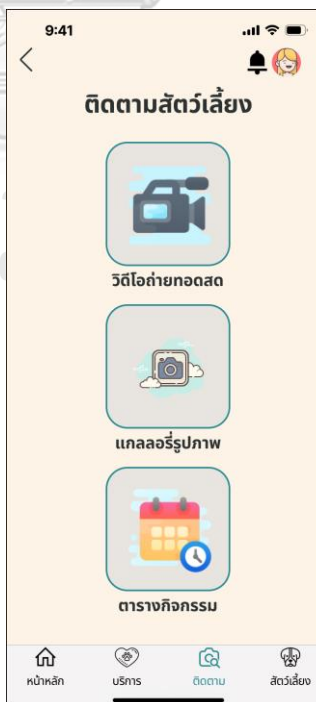 9:41
ติดตามสัตว์เลี้ยง
วิดีโอถ่ายทอดสด
แกลลอรี่รูปภาพ
ตารางกิจกรรม
หน้าหลัก บริการ ติดตาม สัตว์เลี้ยง